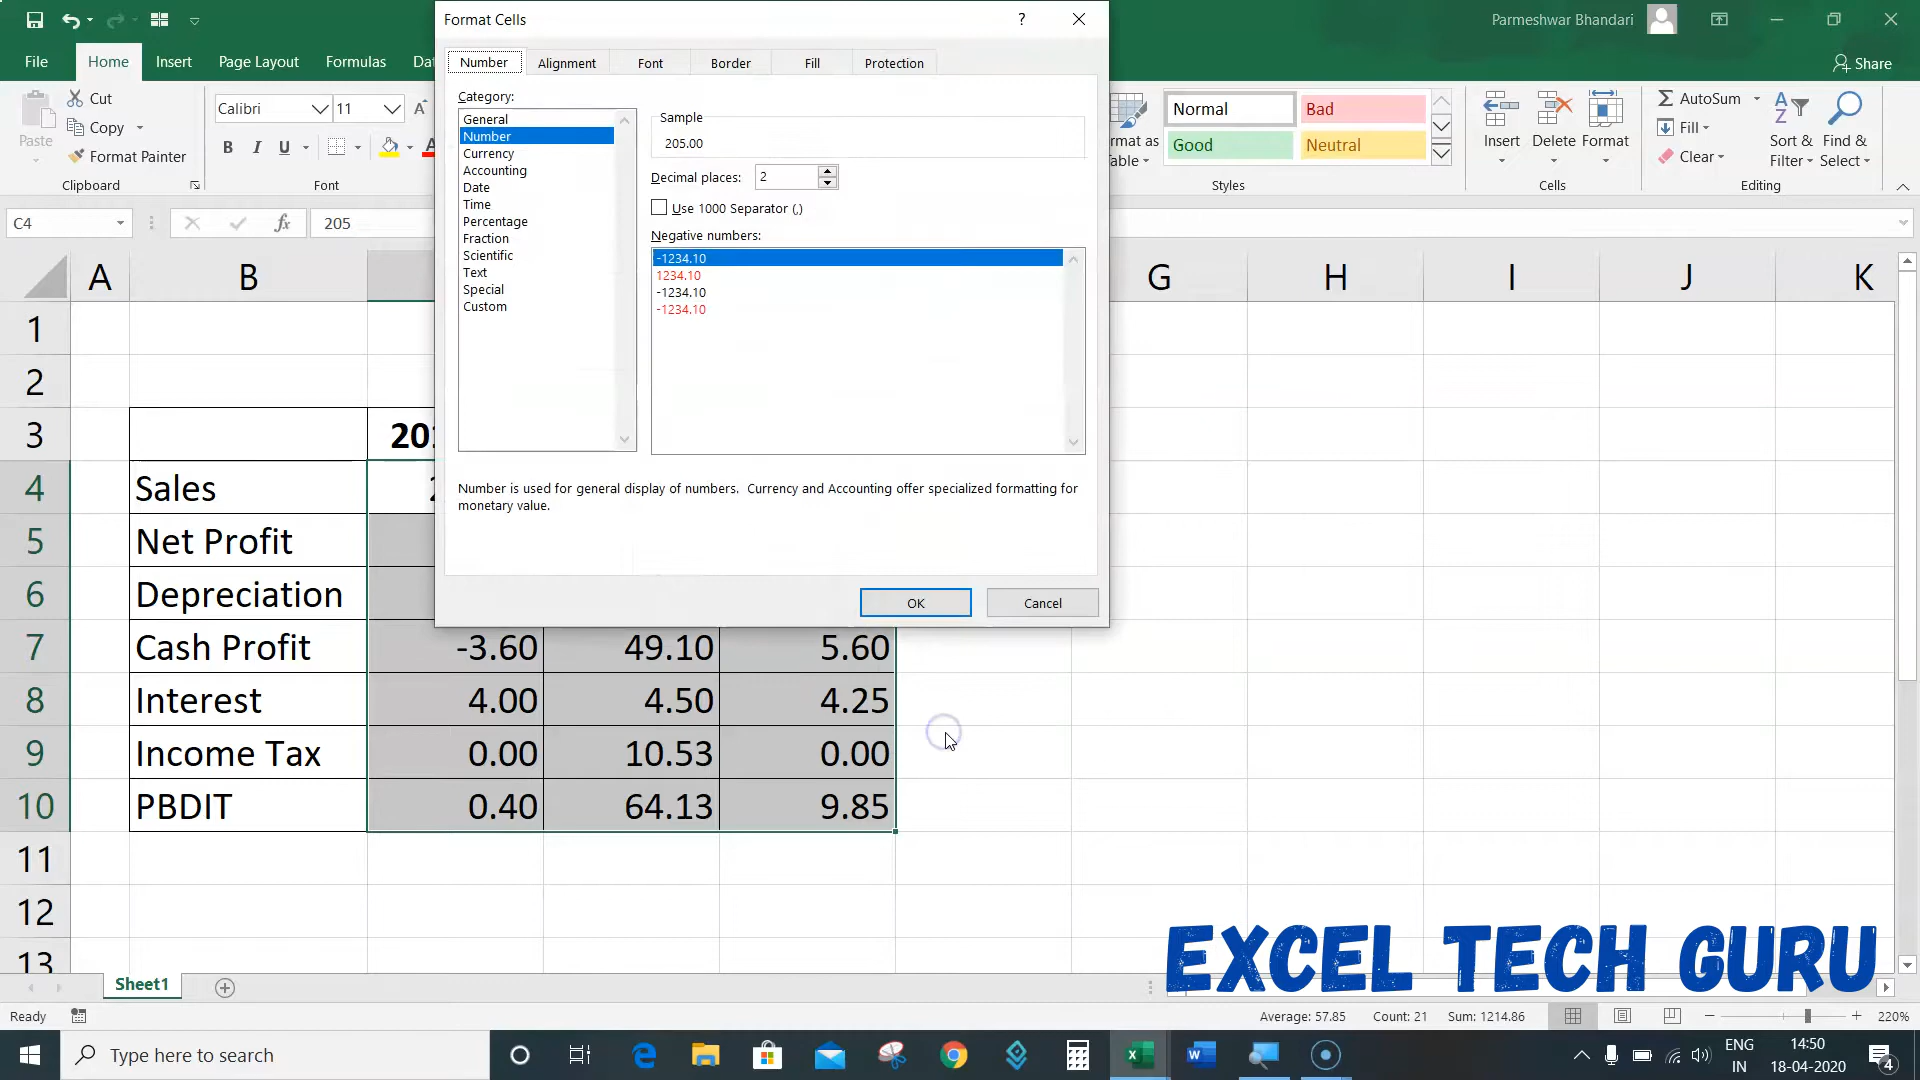 Format Cells
?
Parmeshwar Bhandari
File
Home
Insert
Page Layout
Formulas
Share
Cut
Copy
Format Painter
Paste
Clipboard
Calibri
11
B I U
Font
Number
Alignment
Font
Border
Fill
Protection
Category:
General
Number
Currency
Accounting
Date
Time
Percentage
Fraction
Scientific
Text
Special
Custom
Sample
205.00
Decimal places: 2
Use 1000 Separator (,)
Negative numbers:
-1234.10
1234.10
-1234.10
-1234.10
Number is used for general display of numbers. Currency and Accounting offer specialized formatting for
monetary value.
OK
Cancel
Normal
Bad
Good
Neutral
Styles
Insert
Delete
Format
Cells
AutoSum
Fill
Clear
Sort &
Filter
Find &
Select
Editing
C4
fx
205
A B G H I J K
1
2
3
4 Sales
5 Net Profit
6 Depreciation
7 Cash Profit -3.60 49.10 5.60
8 Interest 4.00 4.50 4.25
9 Income Tax 0.00 10.53 0.00
10 PBDIT 0.40 64.13 9.85
11
12
13
EXCEL TECH GURU
Sheet1
Ready
Average: 57.85
Count: 21
Sum: 1214.86
220%
Type here to search
ENG
IN
14:50
18-04-2020
4